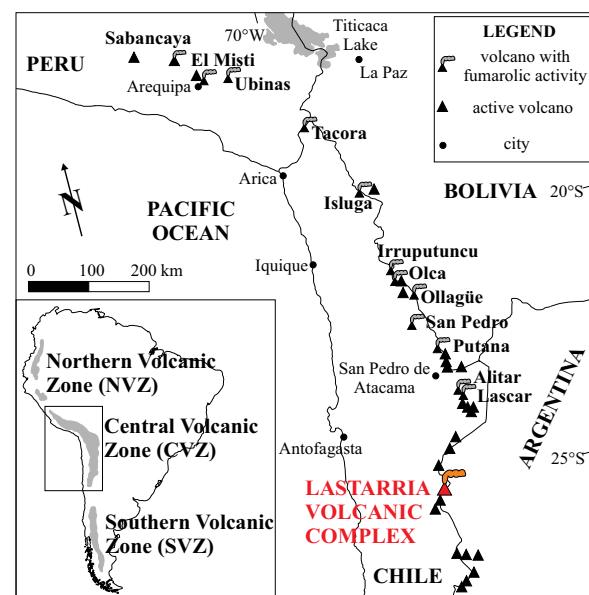 70°W
Titicaca
Lake
La Paz
LEGEND
volcano with
fumarolic activity
active volcano
city
Sabancaya
PERU
El Misti
Arequipa
Ubinas
Tacora
Arica
Isluga
BOLIVIA
20°S
N
PACIFIC
OCEAN
Iquique
0 100 200 km
Irruputuncu
Olca
Ollagüe
San Pedro
Putana
San Pedro de
Atacama
Alitar
Lascar
ARGENTINA
Antofagasta
25°S
LASTARRIA
VOLCANIC
COMPLEX
CHILE
Northern Volcanic
Zone (NVZ)
Central Volcanic
Zone (CVZ)
Southern Volcanic
Zone (SVZ)